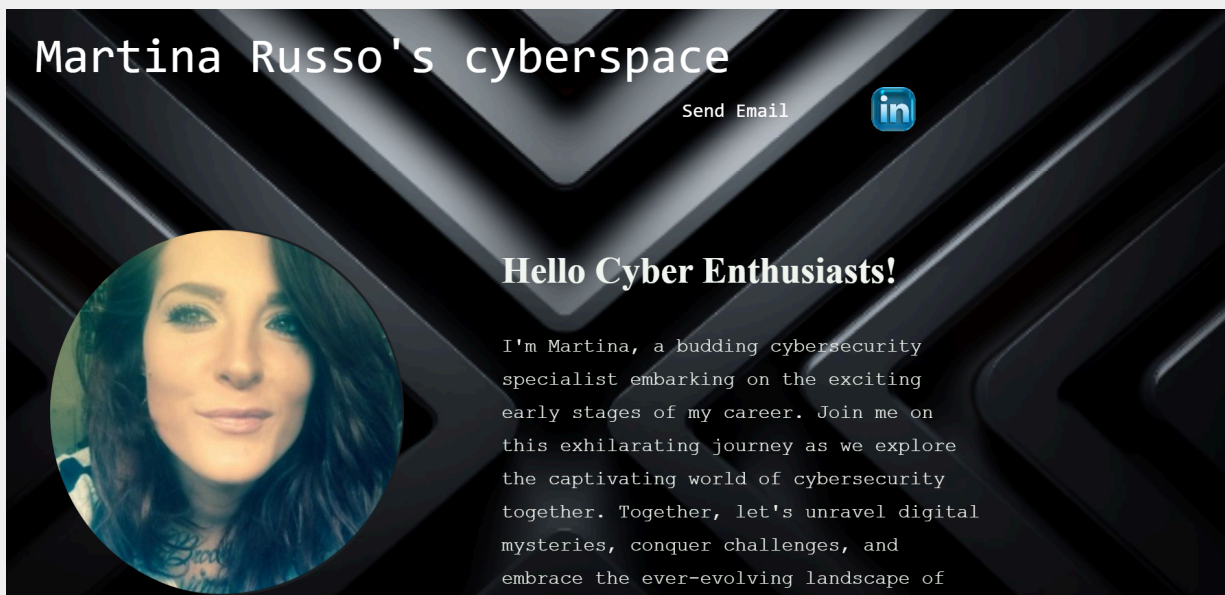 Martina Russo's cyberspace
Send Email
in
Hello Cyber Enthusiasts!
I'm Martina, a budding cybersecurity
specialist embarking on the exciting
early stages of my career. Join me on
this exhilarating journey as we explore
the captivating world of cybersecurity
together. Together, let's unravel digital
mysteries, conquer challenges, and
embrace the ever-evolving landscape of